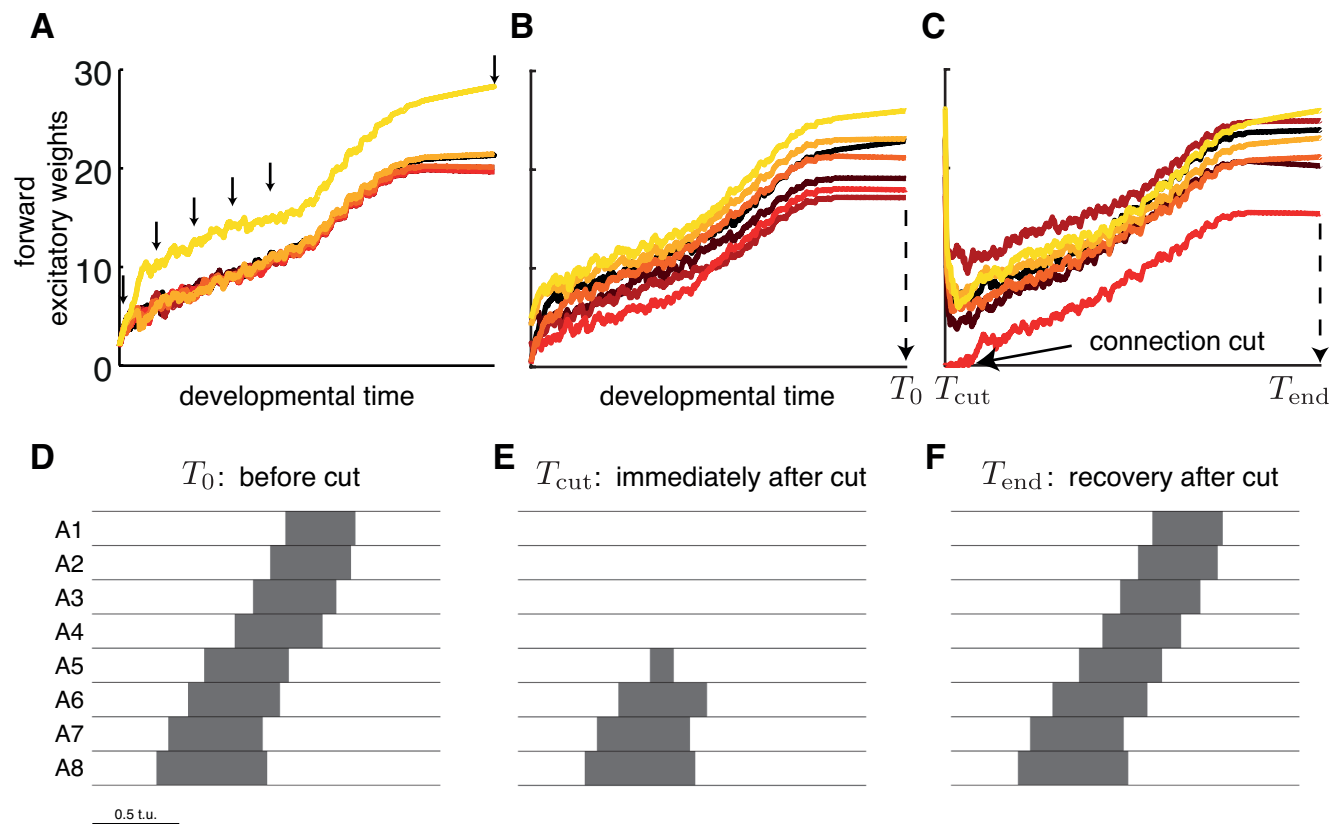 A
B
C
30
20
10
0
forward
excitatory weights
connection cut
developmental time
developmental time
T0
Tcut
Tend
D
T0: before cut
E
Tcut: immediately after cut
F
Tend: recovery after cut
A1
A2
A3
A4
A5
A6
A7
A8
0.5 t.u.